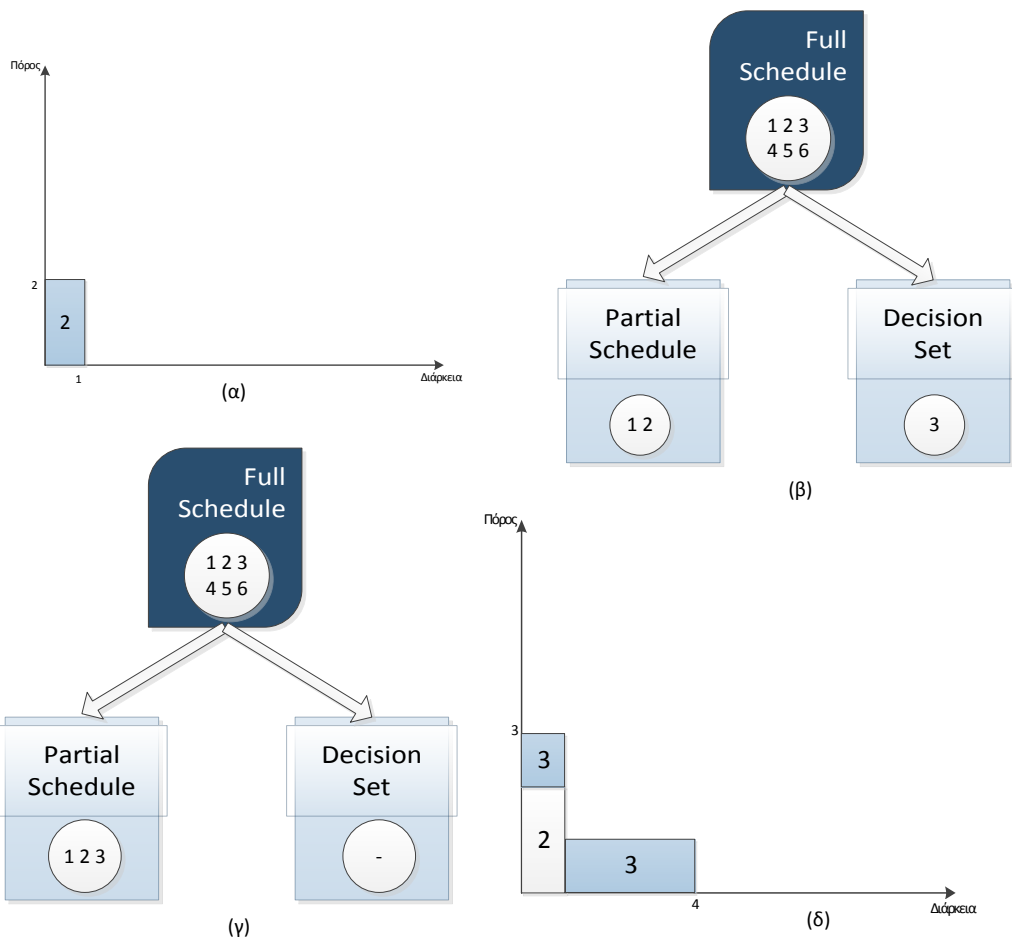 Πόρος
2
2
1
Διάρκεια
(α)
Full
Schedule
1 2 3
4 5 6
Partial
Schedule
1 2
Decision
Set
3
(β)
Full
Schedule
1 2 3
4 5 6
Partial
Schedule
1 2 3
Decision
Set
-
(γ)
Πόρος
3
3
2
3
4
Διάρκεια
(δ)